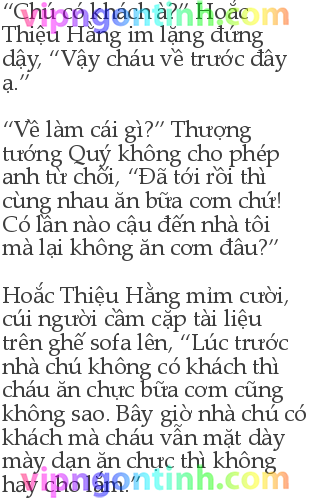 “Chú có khách ạ?” Hoắc
Thiệu Hằng im lặng đứng
dậy, “Vậy cháu về trước đây
ạ.”
“Về làm cái gì?” Thượng
tướng Quý không cho phép
anh từ chối, “Đã tới rồi thì
cùng nhau ăn bữa cơm chứ!
Có lần nào cậu đến nhà tôi
mà lại không ăn cơm đâu?”
Hoắc Thiệu Hằng mỉm cười,
cúi người cầm cặp tài liệu
trên ghế sofa lên, “Lúc trước
nhà chú không có khách thì
cháu ăn chực bữa cơm cũng
không sao. Bây giờ nhà chú có
khách mà cháu vẫn mặt dày
mày dạn ăn chực thì không
hay cho lắm.”
vipngontinh.com
vipngontinh.com